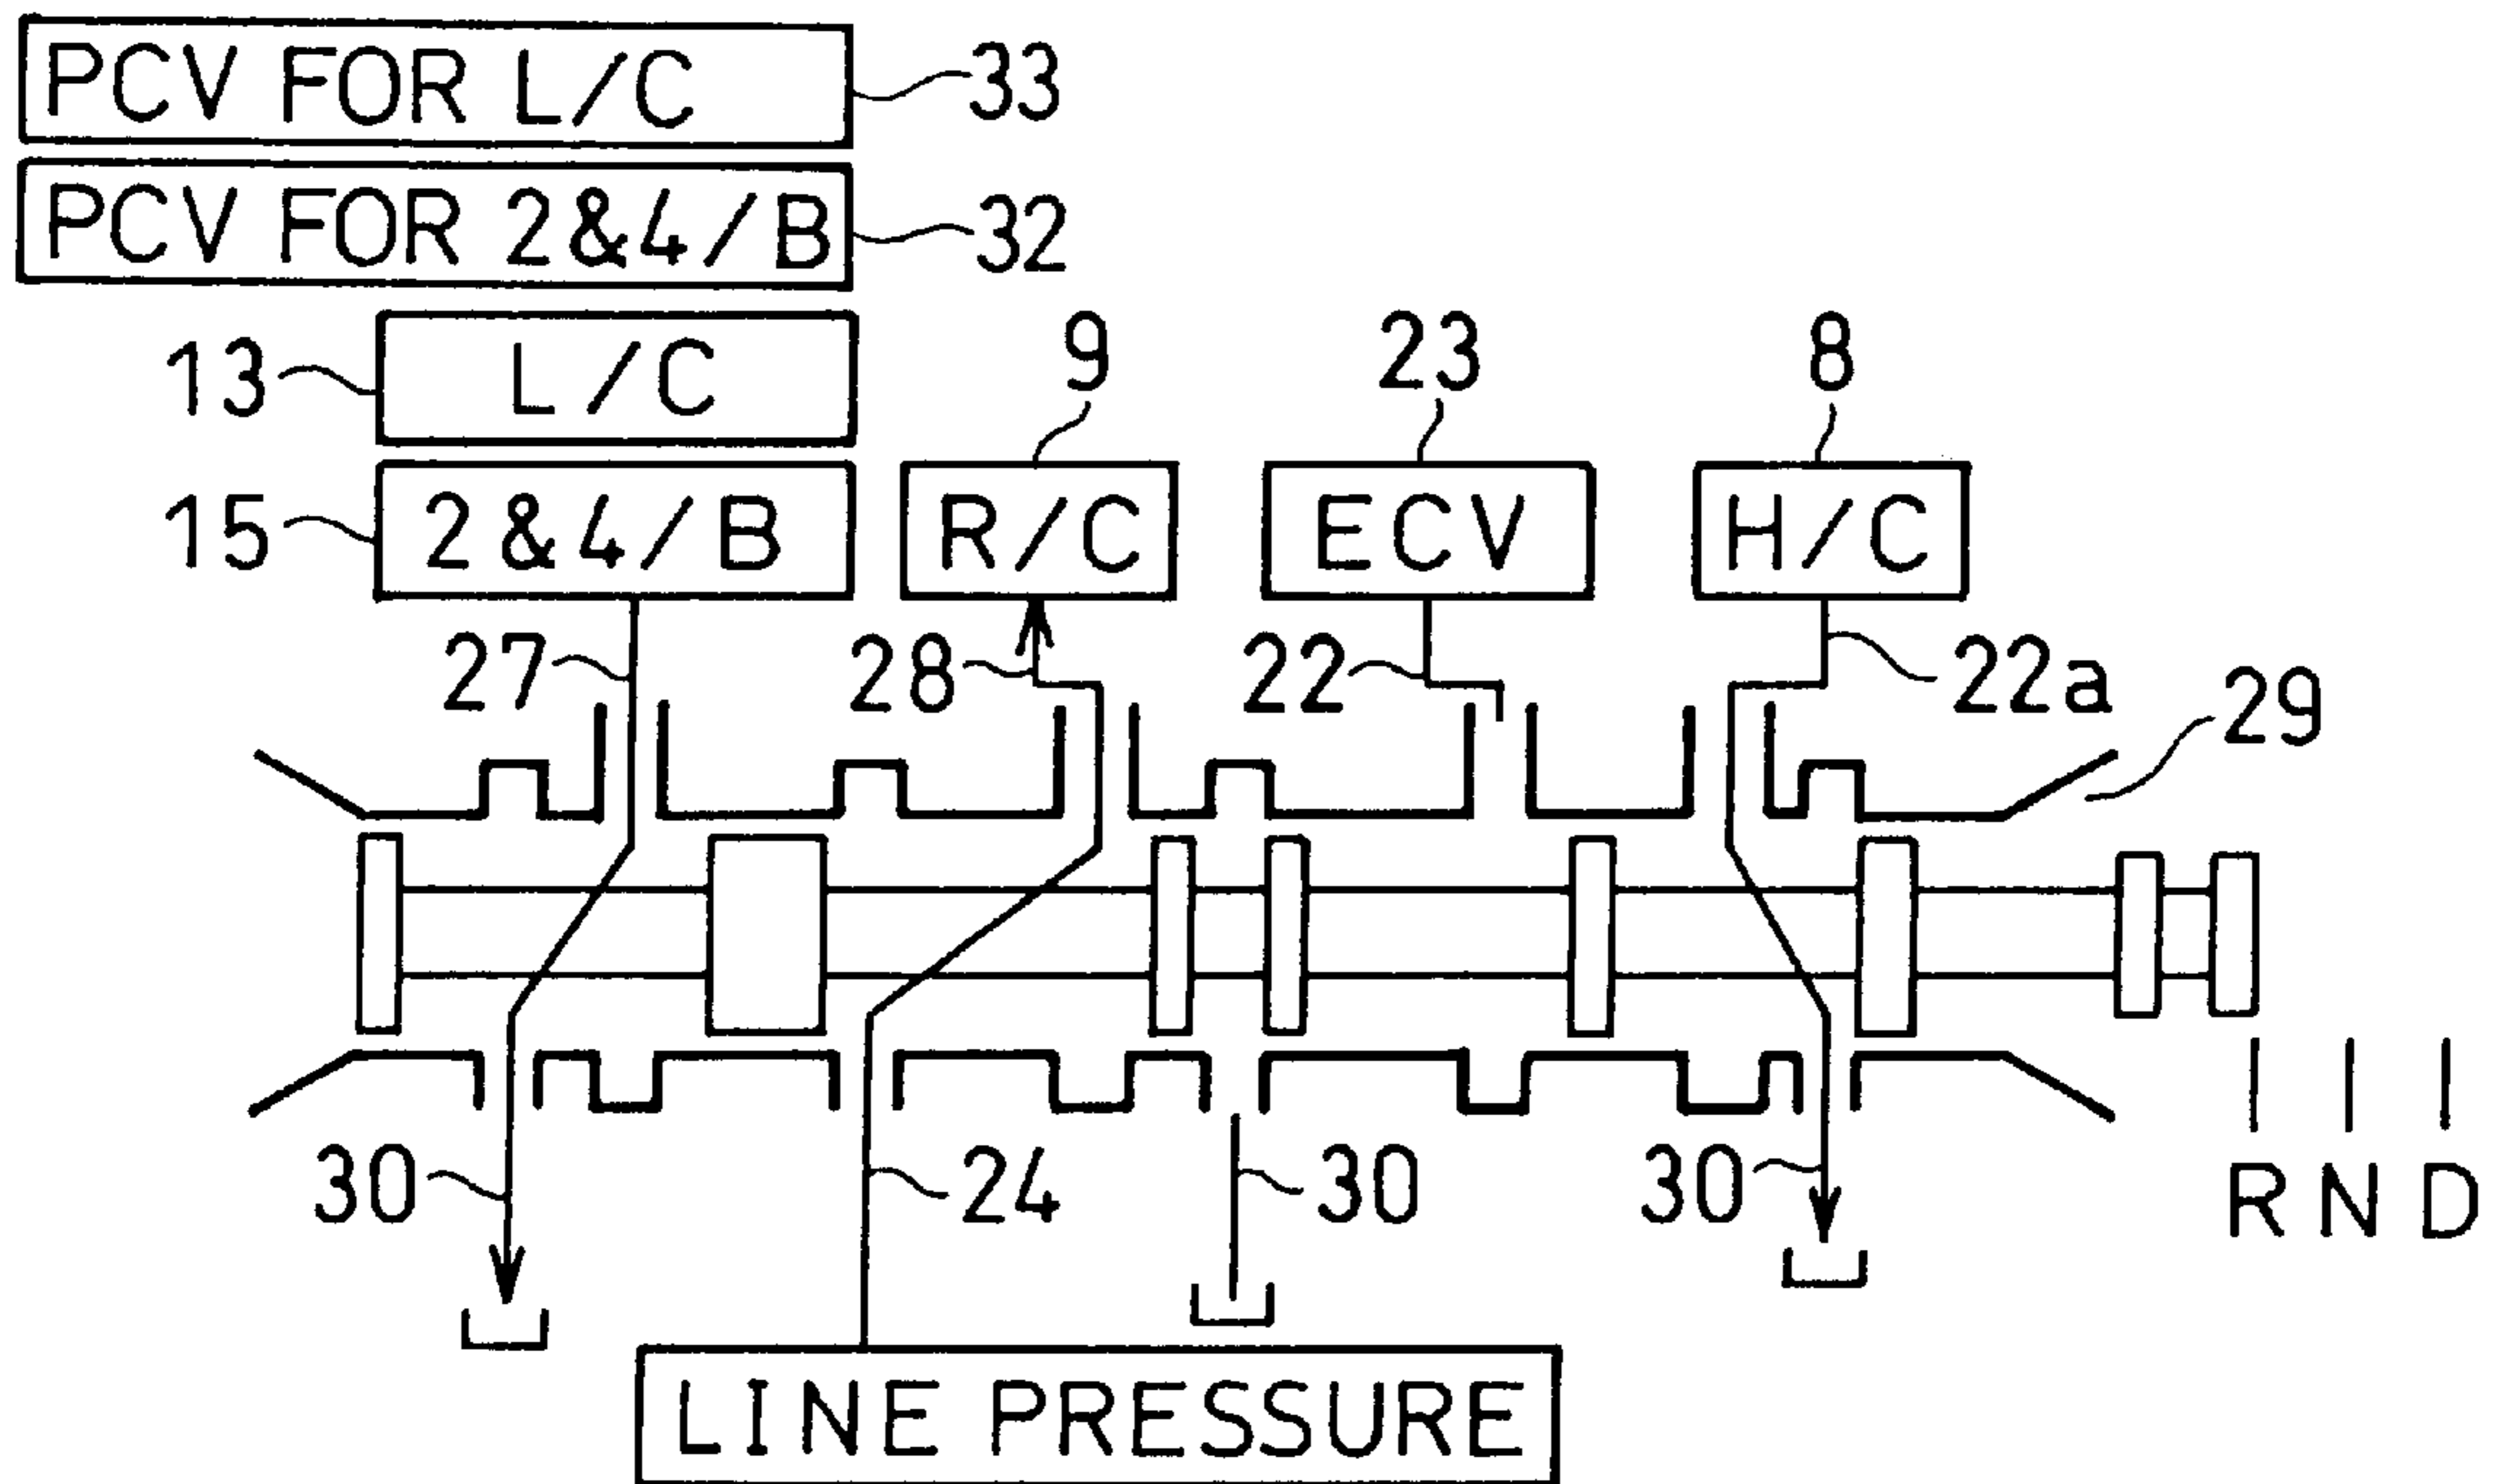 PCV FOR L/C 33
PCV FOR 2&4/B 32
13 L/C 9 23 8
15 2&4/B R/C ECV H/C
27 28 22 22a 29
30 24 30 30 R N D
LINE PRESSURE